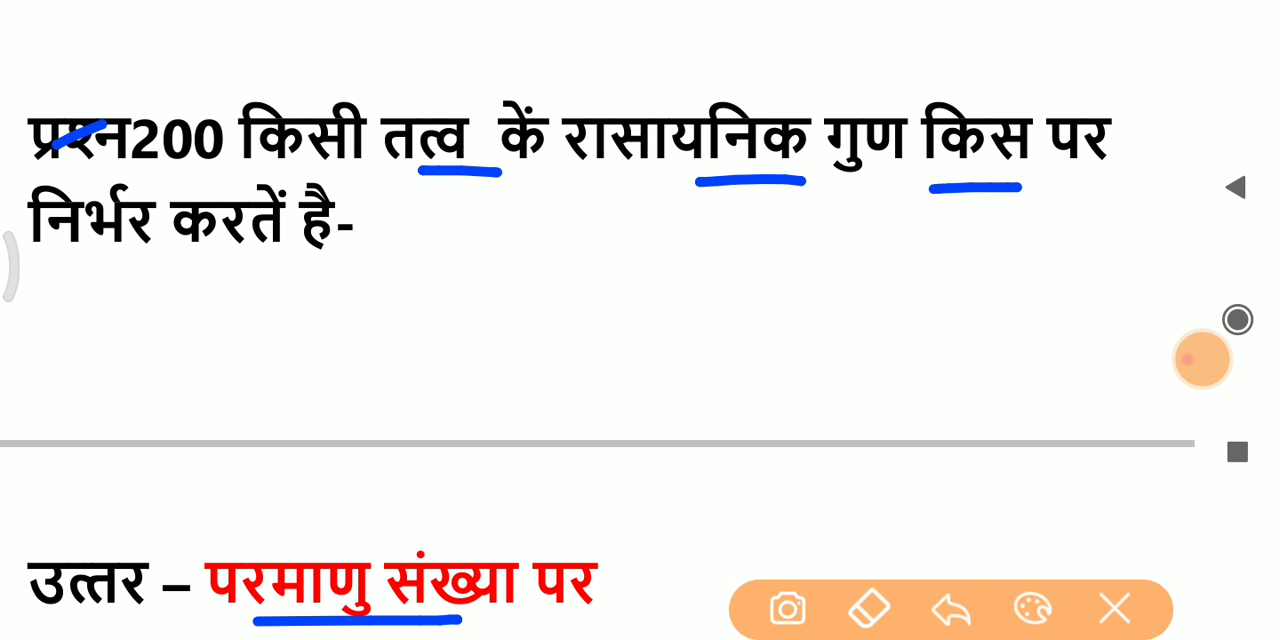 प्रश्न200 किसी तत्व कें रासायनिक गुण किस पर
निर्भर करतें है-
उत्तर – परमाणु संख्या पर